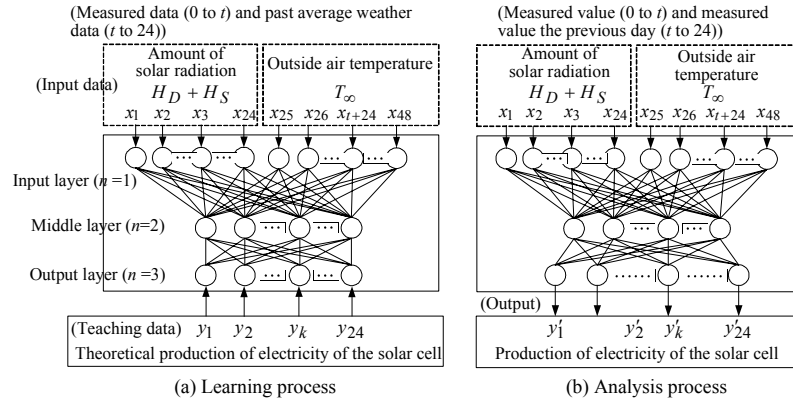 (Measured data (0 to t) and past average weather
data (t to 24))
(Input data)
Amount of
solar radiation
H_D + H_S
Outside air temperature
T_∞
x_1 x_2 x_3 x_24 x_25 x_26 x_{t+24} x_48
Input layer (n =1)
Middle layer (n=2)
Output layer (n =3)
(Teaching data) y_1 y_2 y_k y_24
Theoretical production of electricity of the solar cell
(a) Learning process
(Measured value (0 to t) and measured
value the previous day (t to 24))
Amount of
solar radiation
H_D + H_S
Outside air
temperature
T_∞
x_1 x_2 x_3 x_24 x_25 x_26 x_{t+24} x_48
(Output)
y′_1 y′_2 y′_k y′_24
Production of electricity of the solar cell
(b) Analysis process